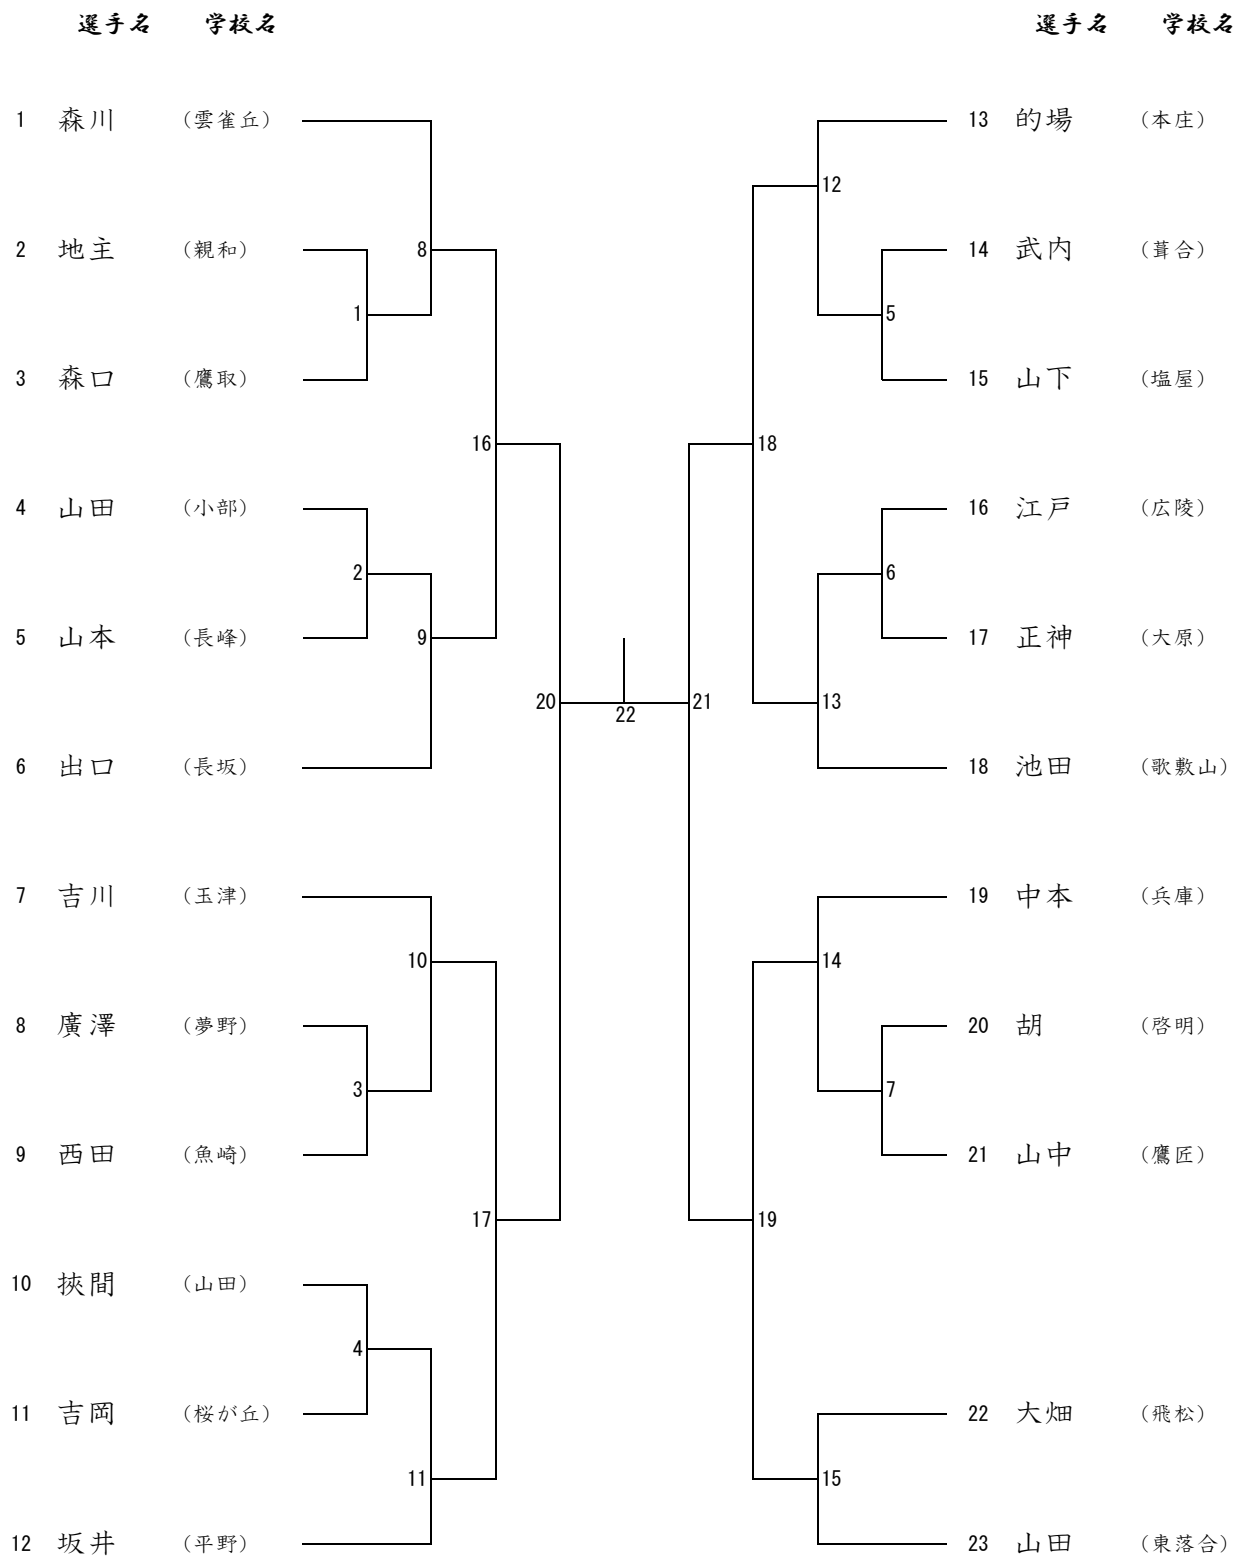 選手名 学校名 選手名 学校名
1 森川 (雲雀丘) 13 的場 (本庄)
12
2 地主 (親和) 8 14 武内 (葺合)
1 5
3 森口 (鷹取) 15 山下 (塩屋)
16 18
4 山田 (小部) 16 江戸 (広陵)
2 6
5 山本 (長峰) 9 17 正神 (大原)
20 22 21 13
6 出口 (長坂) 18 池田 (歌敷山)
7 吉川 (玉津) 19 中本 (兵庫)
10 14
8 廣澤 (夢野) 20 胡 (啓明)
3 7
9 西田 (魚崎) 21 山中 (鷹匠)
17 19
10 挾間 (山田)
4
11 吉岡 (桜が丘) 22 大畑 (飛松)
11 15
12 坂井 (平野) 23 山田 (東落合)